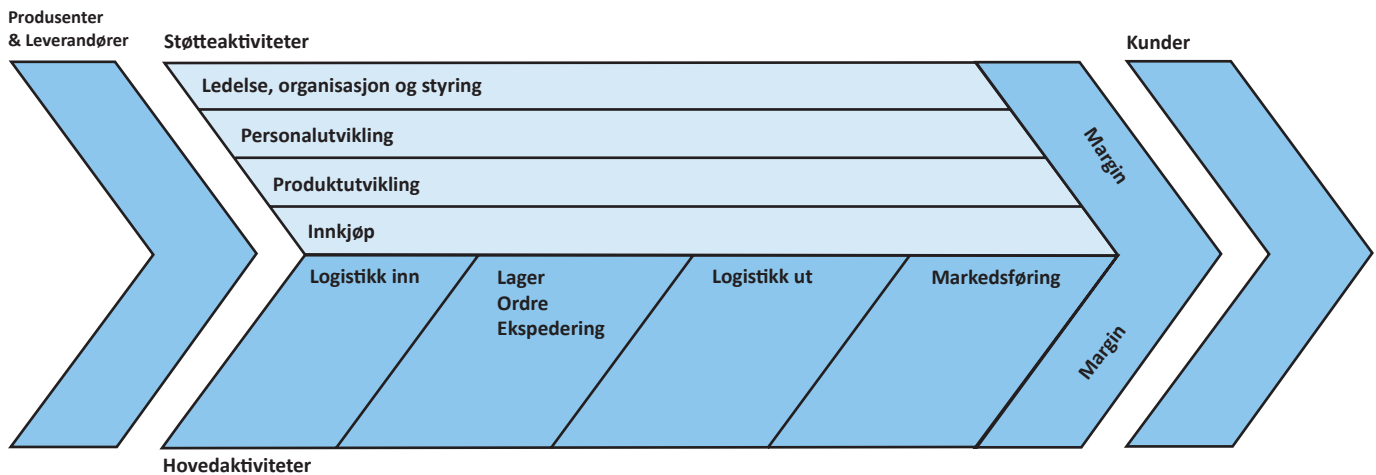 Produsenter
& Leverandører
Støtteaktiviteter
Kunder
Ledelse, organisasjon og styring
Personalutvikling
Produktutvikling
Innkjøp
Margin
Logistikk inn
Lager
Ordre
Ekspedering
Logistikk ut
Markedsføring
Margin
Hovedaktiviteter